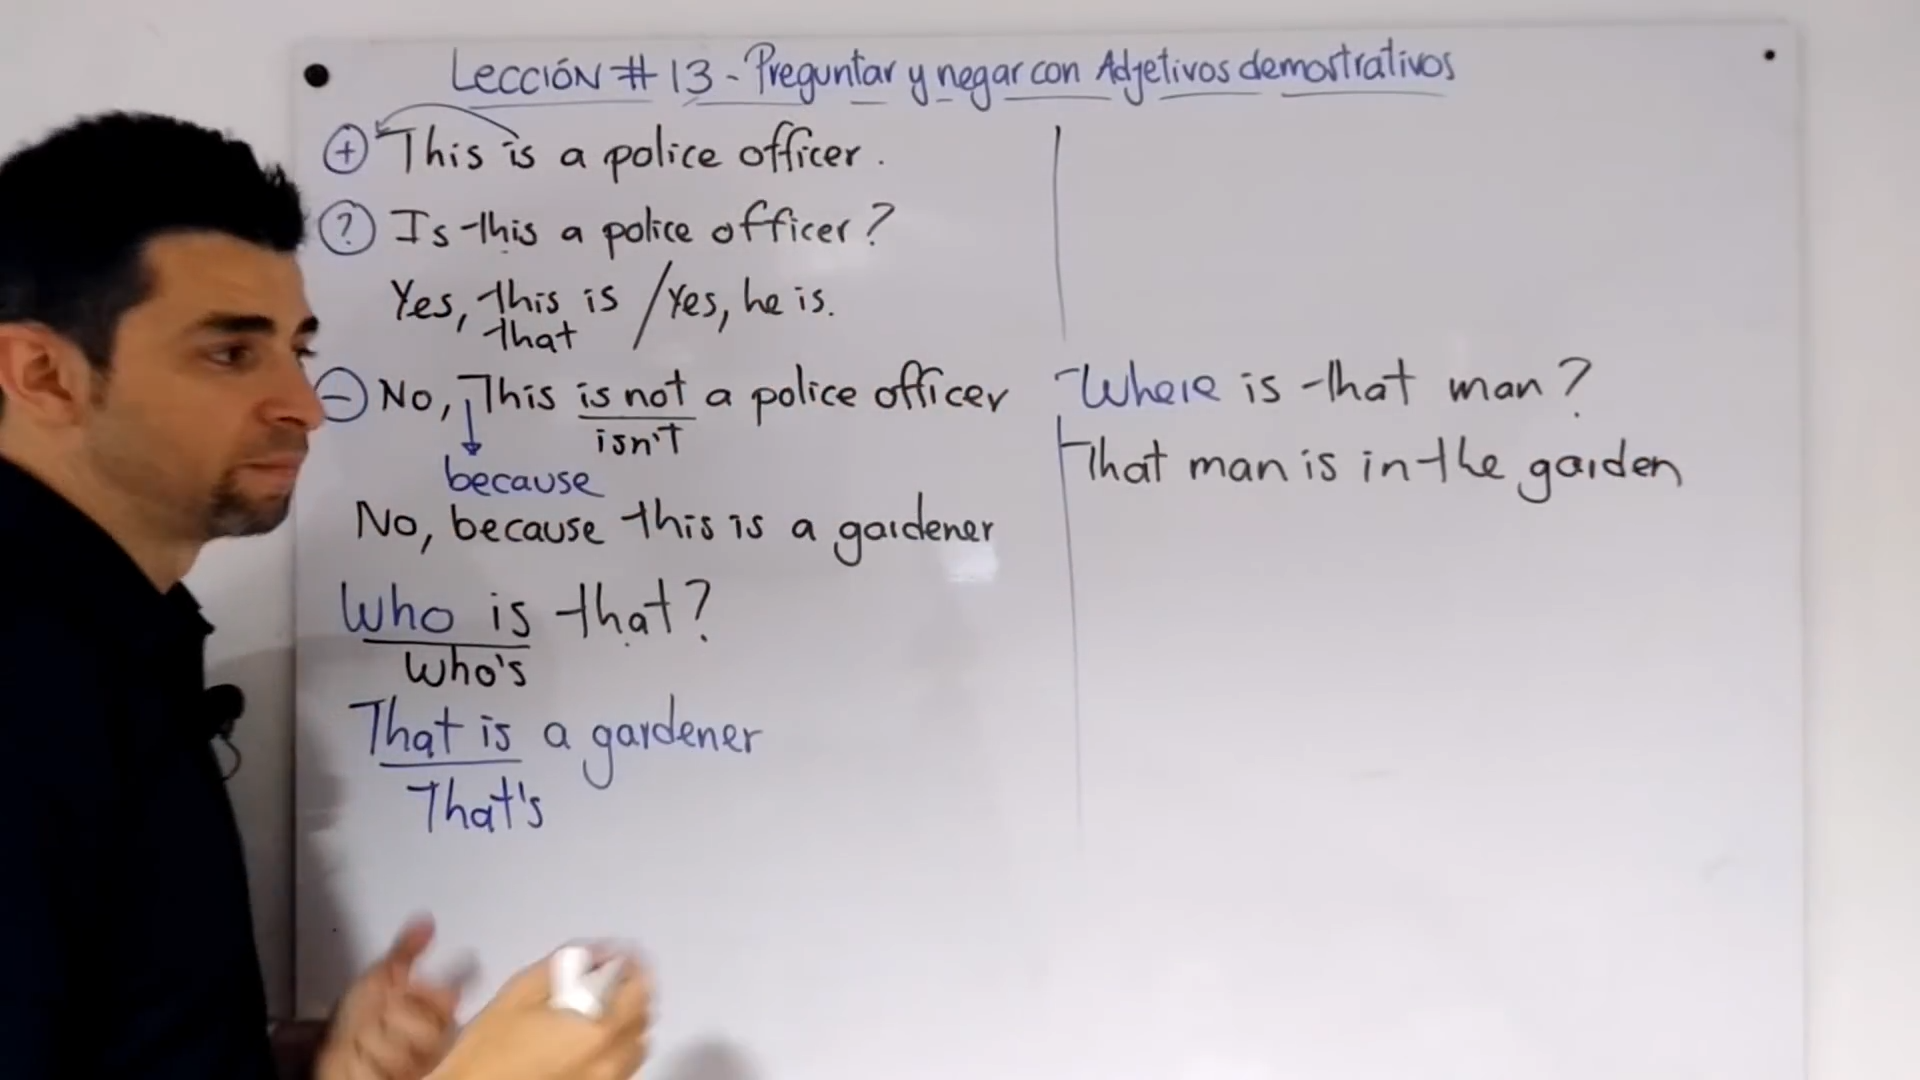 Lección # 13 - Preguntar y negar con Adjetivos demostrativos
+ This is a police officer.
? Is this a police officer?
Yes, this is / Yes, he is.
that
- No, This is not a police officer
isn't
because
No, because this is a gardener
Who is that?
Who's
That is a gardener
That's
Where is that man?
That man is in the garden